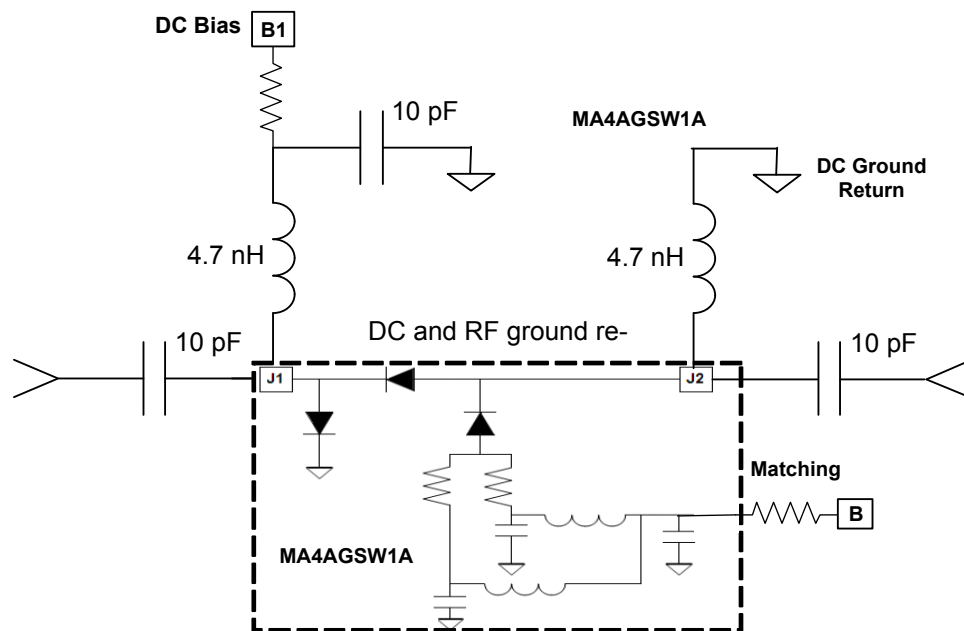 DC Bias B1
10 pF
MA4AGSW1A
DC Ground
Return
4.7 nH
4.7 nH
10 pF
DC and RF ground re-
10 pF
J1
J2
Matching
B
MA4AGSW1A